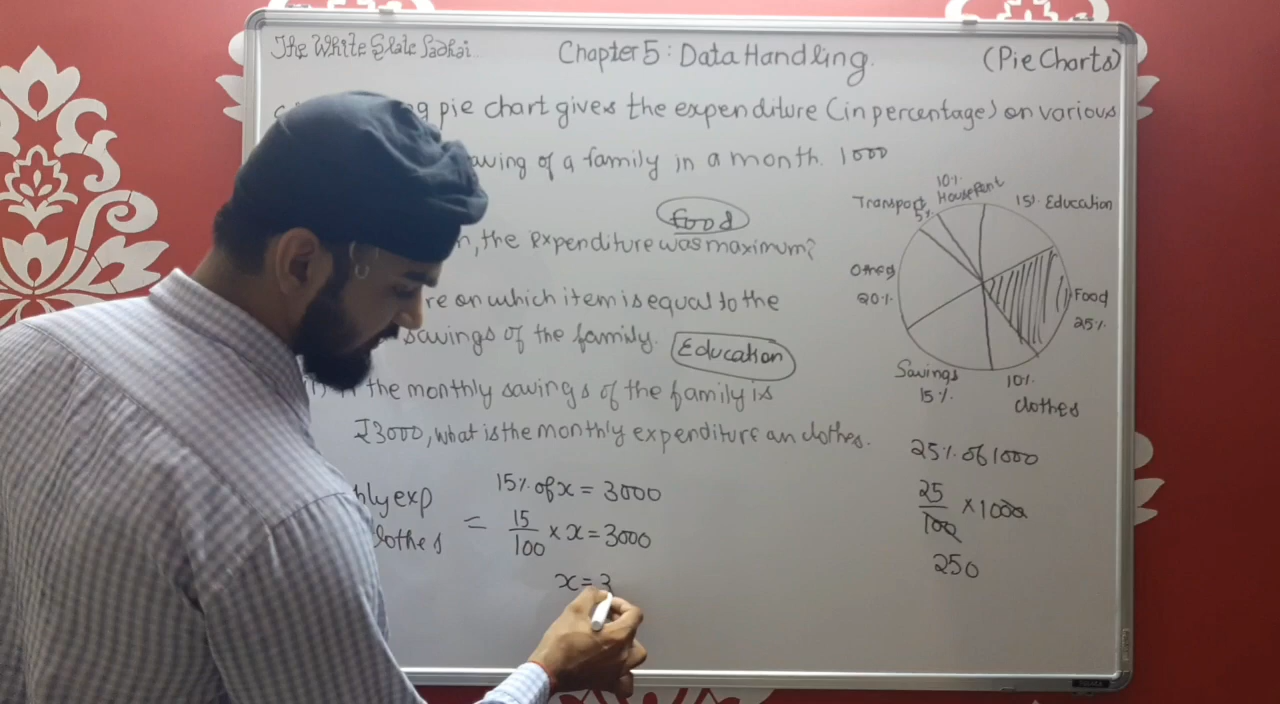 The White Slate Padhai...
Chapter 5: Data Handling.
(Pie Charts)
pie chart gives the expenditure (in percentage) on various
aving of a family in a month. 1000
food
n, the expenditure was maximum?
re on which item is equal to the
savings of the family. Education
the monthly savings of the family is
₹3000, what is the monthly expenditure an clothes.
hly exp
lothes
=
15% of x = 3000
15/100 × x = 3000
x = 3
Transport
5%
10%
House Rent
15% Education
Others
20%
Food
25%
Savings
15%
10%
clothes
25% of 1000
25/100 × 1000
250